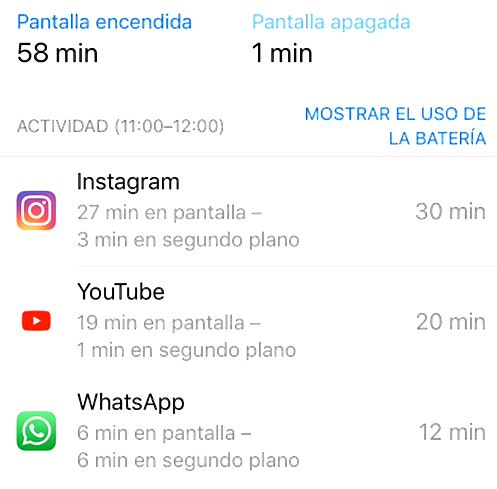 Pantalla encendida
Pantalla apagada
58 min
1 min
ACTIVIDAD (11:00–12:00)
MOSTRAR EL USO DE
LA BATERÍA
Instagram
27 min en pantalla –
3 min en segundo plano
30 min
YouTube
19 min en pantalla –
1 min en segundo plano
20 min
WhatsApp
6 min en pantalla –
6 min en segundo plano
12 min